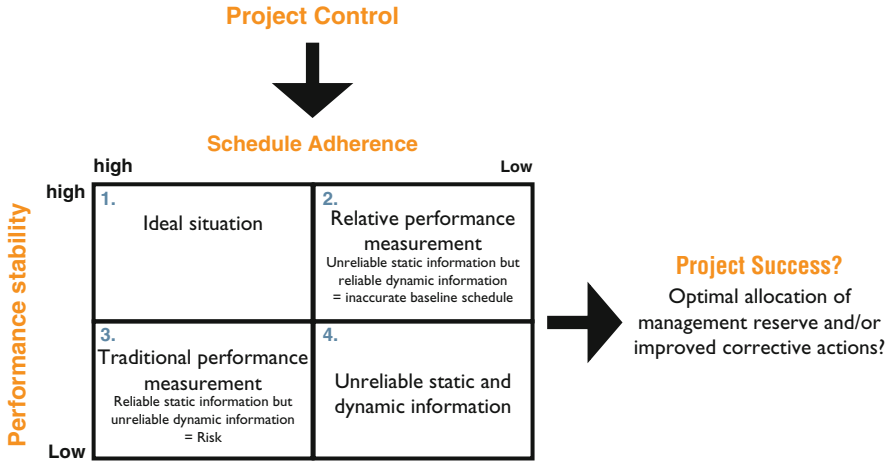 Project Control
Schedule Adherence
high
Low
high
Performance stability
1.
Ideal situation
2.
Relative performance
measurement
Unreliable static information but
reliable dynamic information
= inaccurate baseline schedule
3.
Traditional performance
measurement
Reliable static information but
unreliable dynamic information
= Risk
4.
Unreliable static and
dynamic information
Low
Project Success?
Optimal allocation of
management reserve and/or
improved corrective actions?